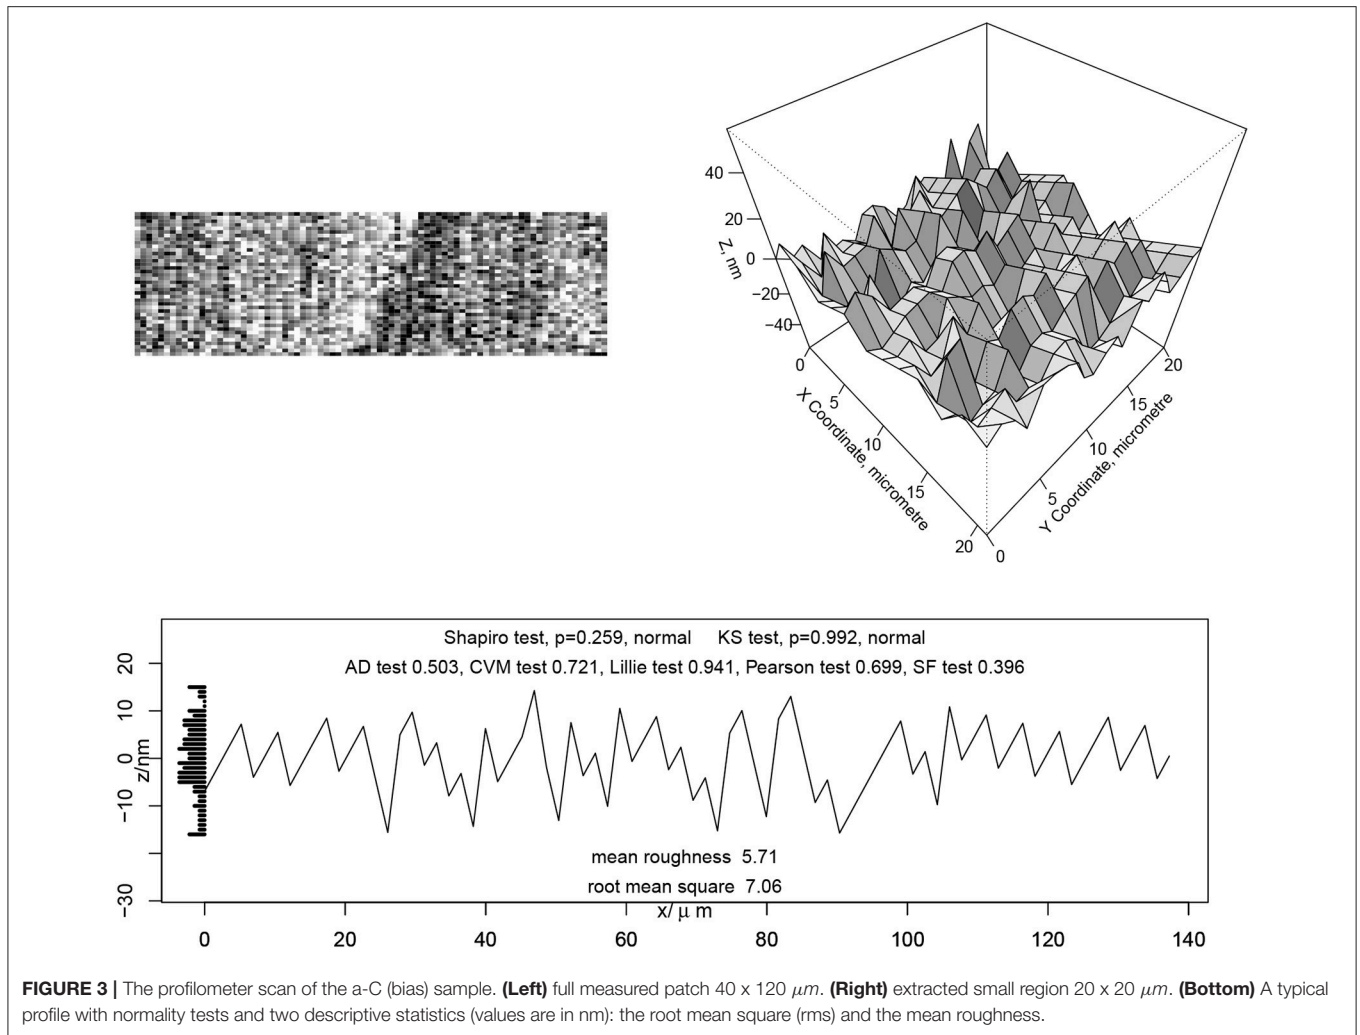 40
20
0
−20
−40
Z, nm
0
5
10
15
20
X Coordinate, micrometre
0
5
10
15
20
Y Coordinate, micrometre
Shapiro test, p=0.259, normal KS test, p=0.992, normal
AD test 0.503, CVM test 0.721, Lillie test 0.941, Pearson test 0.699, SF test 0.396
20
10
0
−10
−30
z/nm
mean roughness 5.71
root mean square 7.06
x/ μ m
0 20 40 60 80 100 120 140
FIGURE 3 | The profilometer scan of the a-C (bias) sample. (Left) full measured patch 40 x 120 μm. (Right) extracted small region 20 x 20 μm. (Bottom) A typical
profile with normality tests and two descriptive statistics (values are in nm): the root mean square (rms) and the mean roughness.